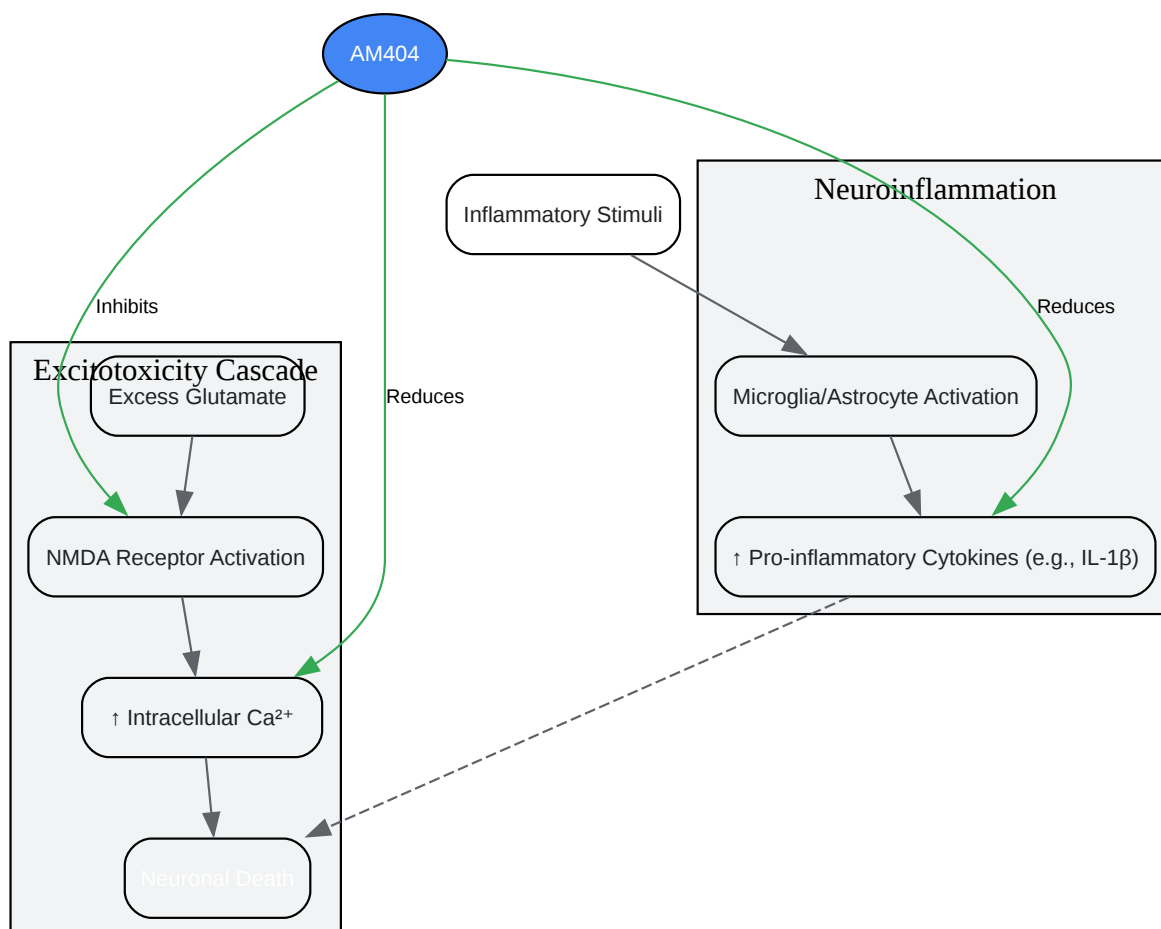 AM404
Inflammatory Stimuli
Neuroinflammation
Inhibits
Reduces
Excitotoxicity Cascade
Excess Glutamate
Reduces
Microglia/Astrocyte Activation
NMDA Receptor Activation
↑ Pro-inflammatory Cytokines (e.g., IL-1β)
↑ Intracellular Ca²⁺
Neuronal Death